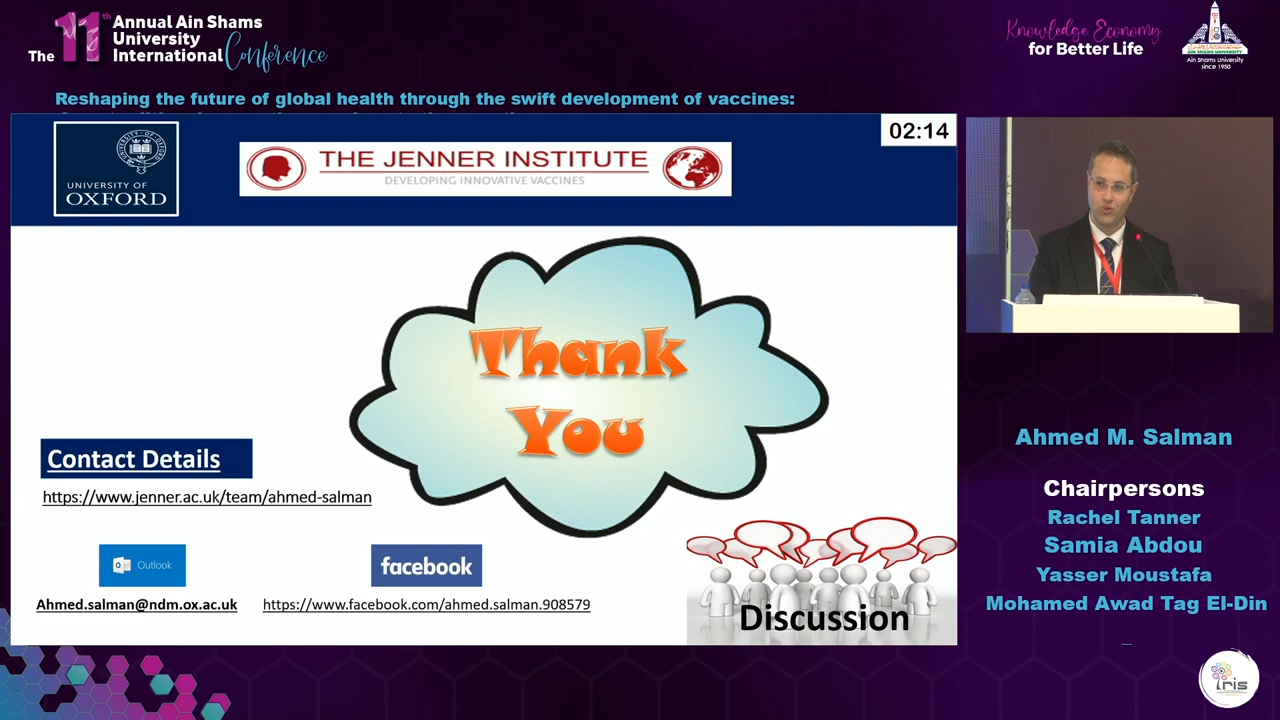 The 11th Annual Ain Shams
University
International Conference
Knowledge Economy
for Better Life
AIN SHAMS UNIVERSITY
Ain Shams University
since 1950
Reshaping the future of global health through the swift development of vaccines:
02:14
UNIVERSITY OF
OXFORD
THE JENNER INSTITUTE
DEVELOPING INNOVATIVE VACCINES
Thank
You
Contact Details
https://www.jenner.ac.uk/team/ahmed-salman
Outlook
facebook
Ahmed.salman@ndm.ox.ac.uk
https://www.facebook.com/ahmed.salman.908579
Discussion
Ahmed M. Salman
Chairpersons
Rachel Tanner
Samia Abdou
Yasser Moustafa
Mohamed Awad Tag El-Din
iris